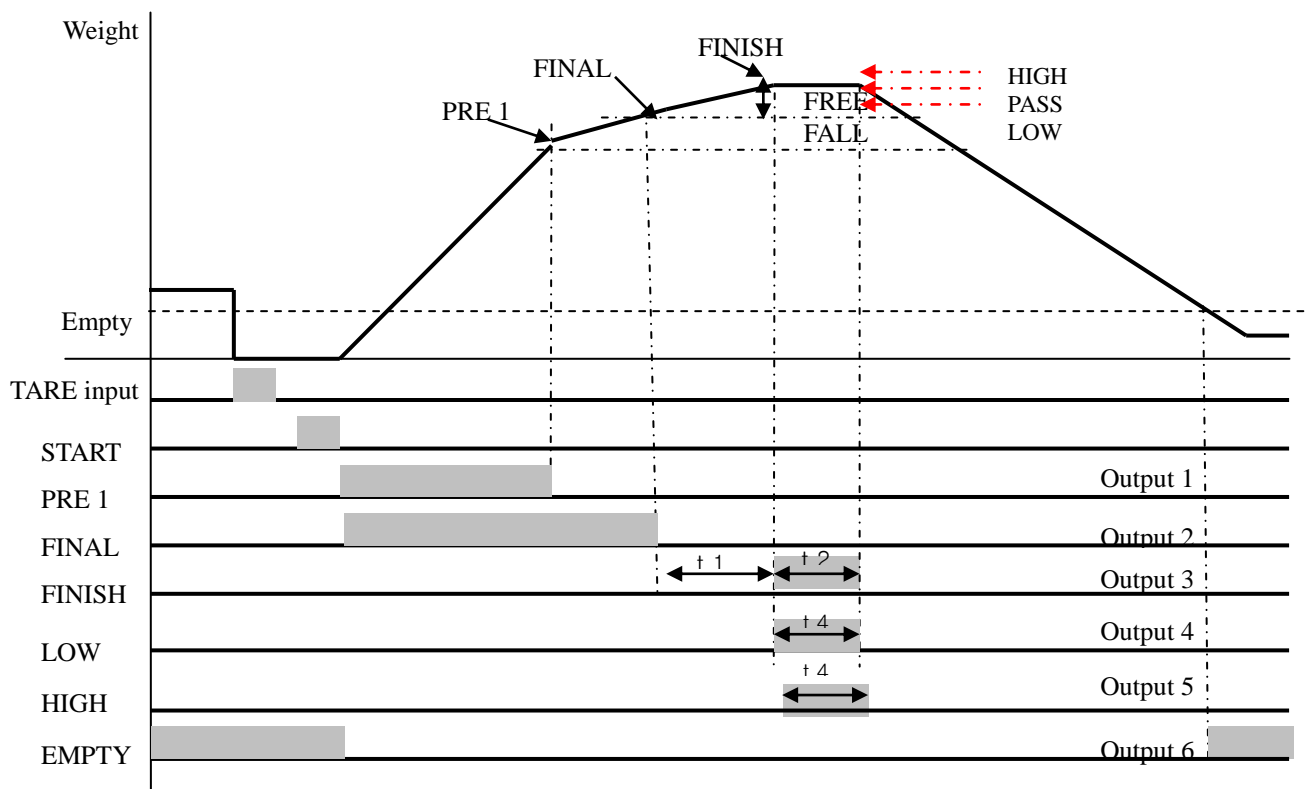 Weight
FINISH
FINAL
HIGH
FREE
PASS
PRE 1
FALL
LOW
Empty
TARE input
START
Output 1
PRE 1
Output 2
FINAL
t 1
t 2
Output 3
FINISH
t 4
Output 4
LOW
t 4
Output 5
HIGH
EMPTY
Output 6